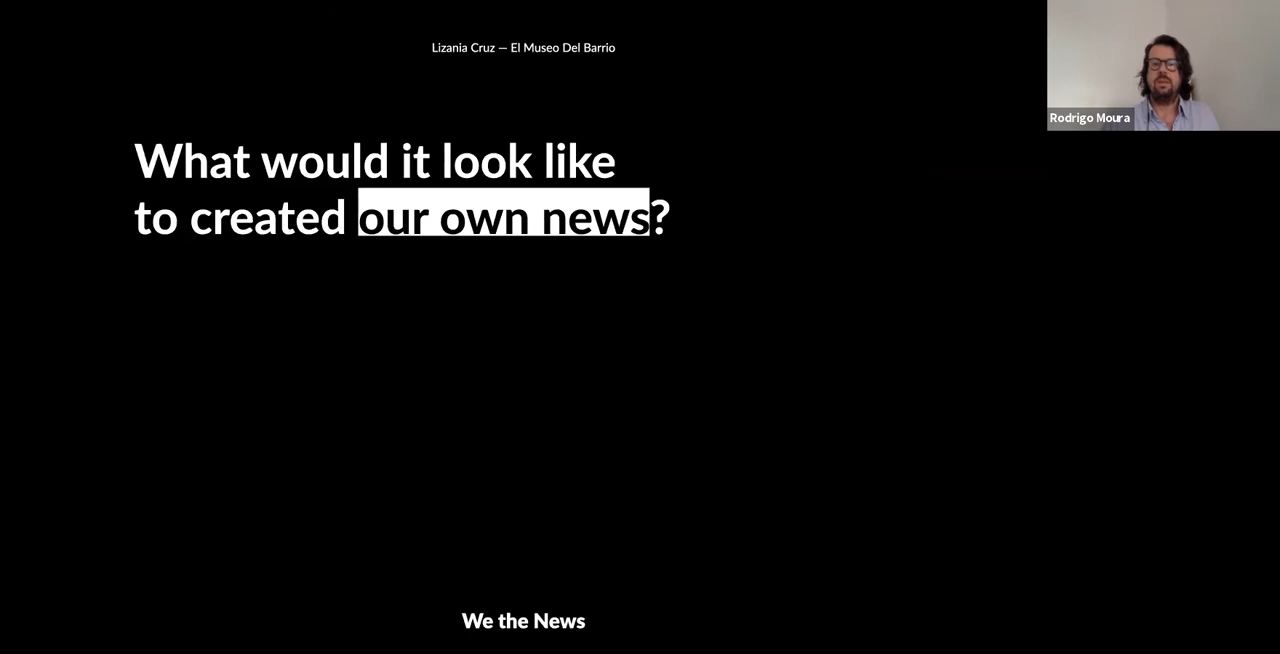 Lizania Cruz — El Museo Del Barrio
Rodrigo Moura
What would it look like
to created our own news?
We the News